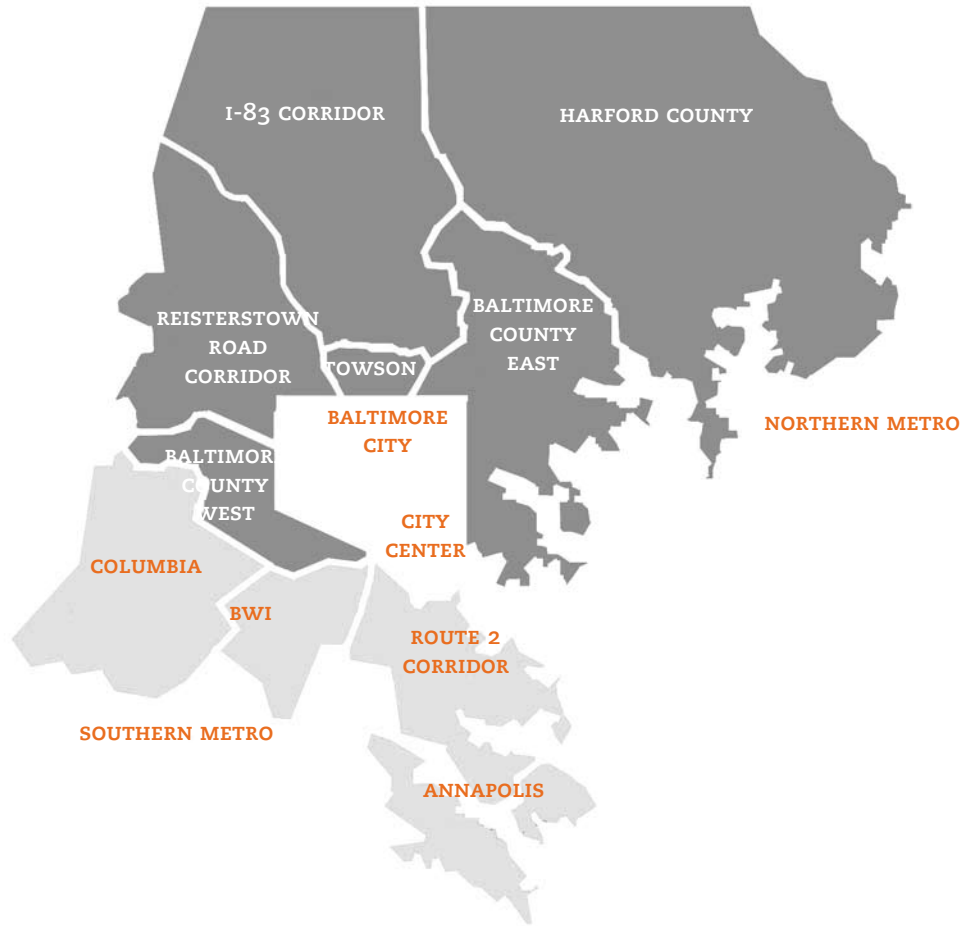 I-83 CORRIDOR
HARFORD COUNTY
REISTERSTOWN
ROAD
CORRIDOR
BALTIMORE
COUNTY
EAST
TOWSON
BALTIMORE
CITY
NORTHERN METRO
BALTIMORE
COUNTY
WEST
CITY
CENTER
COLUMBIA
BWI
ROUTE 2
CORRIDOR
SOUTHERN METRO
ANNAPOLIS